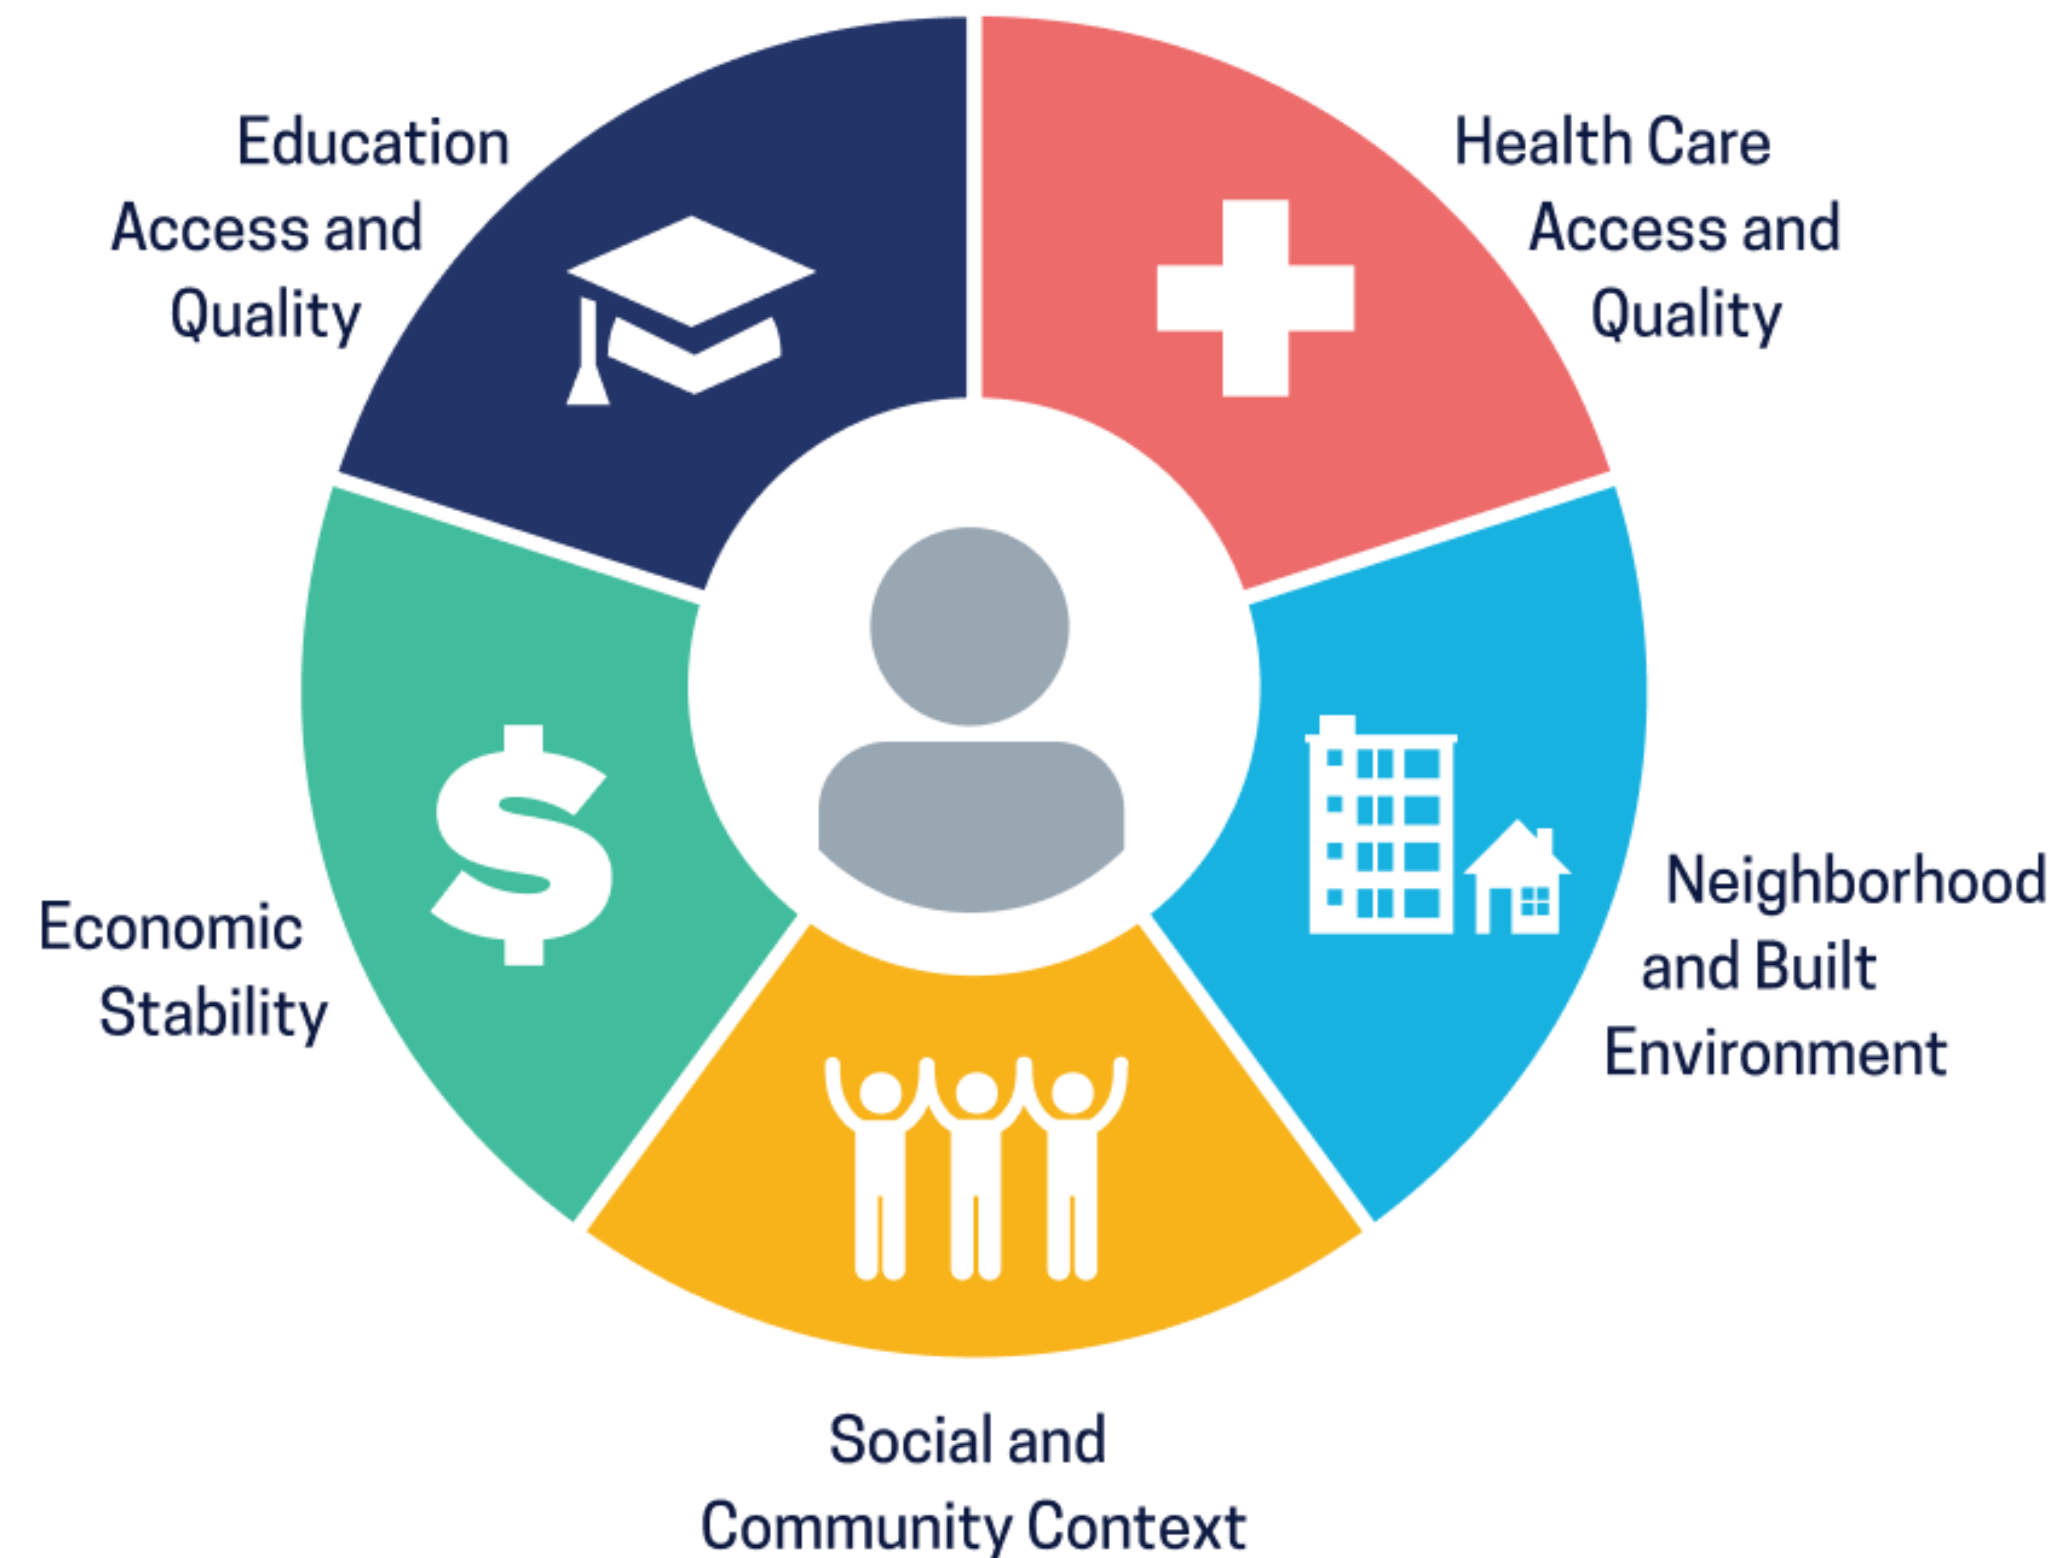 Education
Access and
Quality
Health Care
Access and
Quality
Economic
Stability
Neighborhood
and Built
Environment
Social and
Community Context